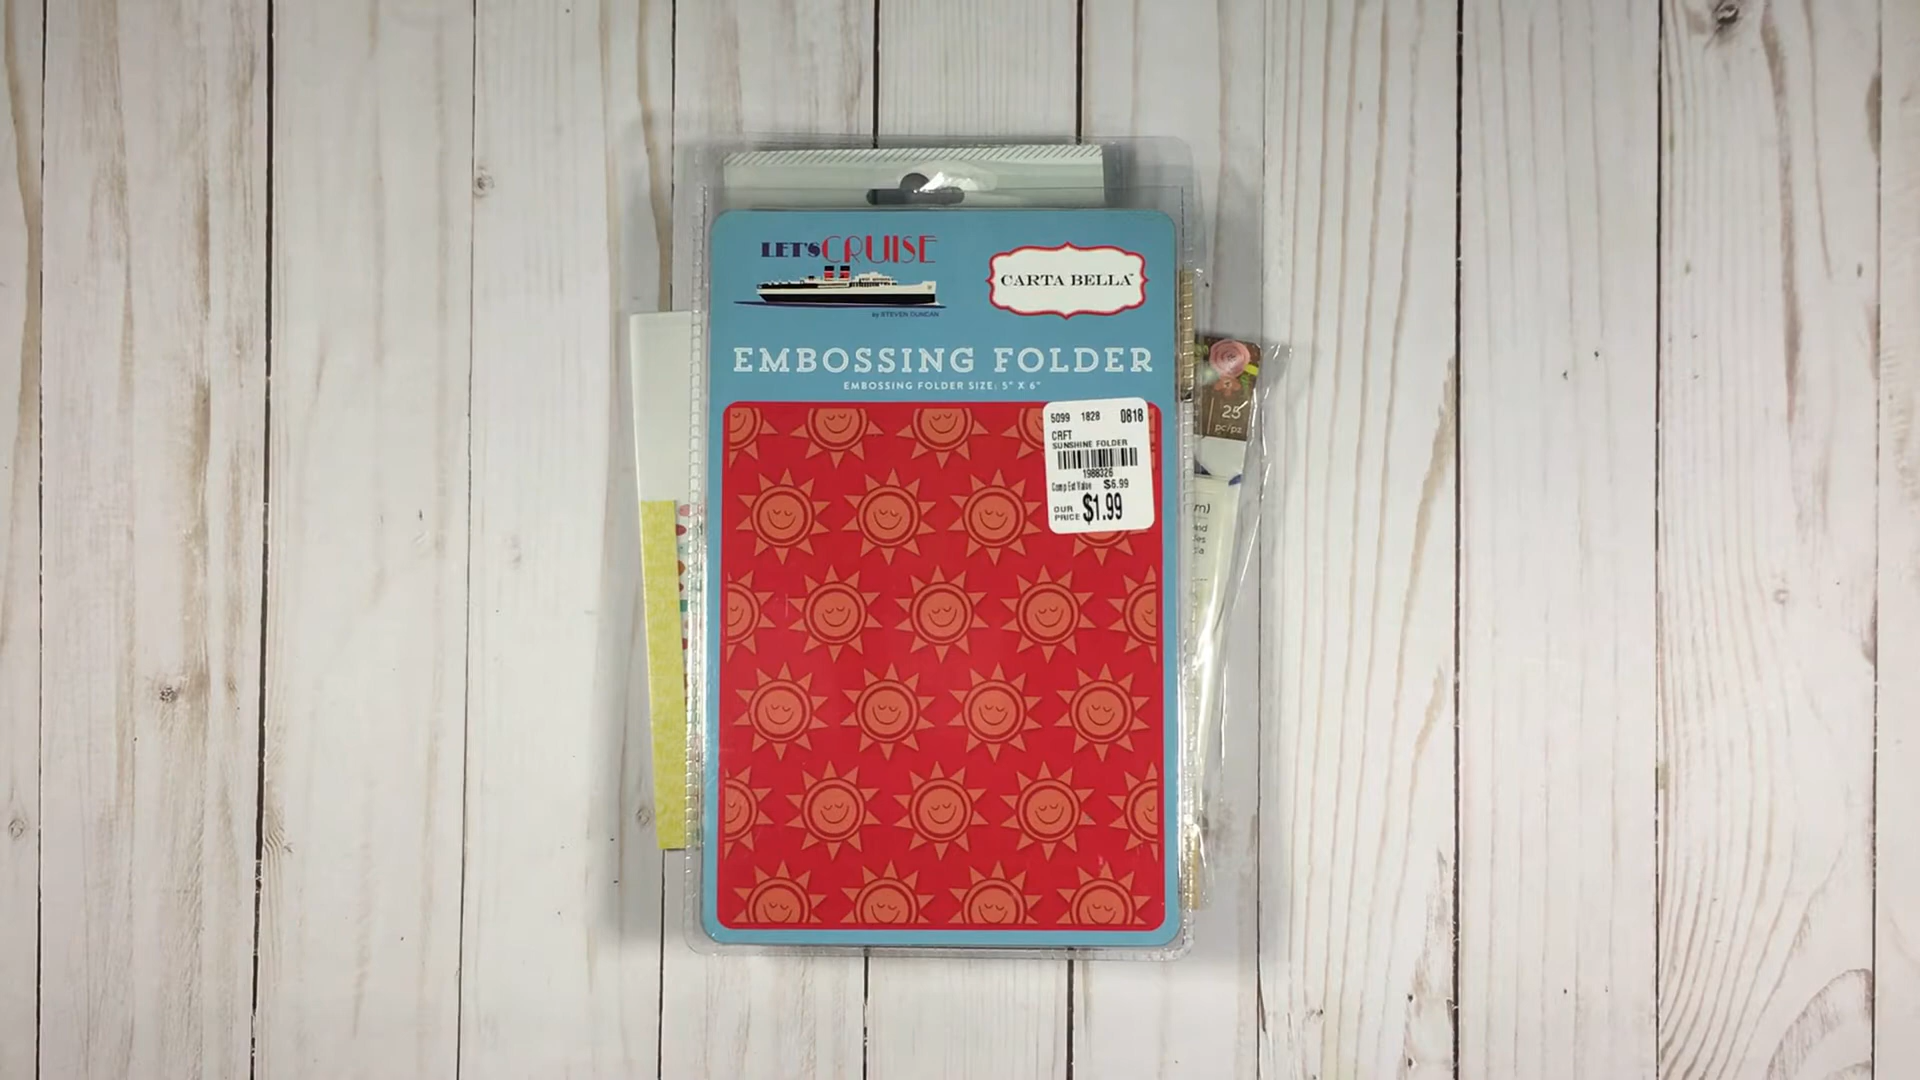 LET'S CRUISE
by STEVEN DUNCAN
CARTA BELLA™
EMBOSSING FOLDER
EMBOSSING FOLDER SIZE: 5" X 6"
5099 1828 0818
CRFT
SUNSHINE FOLDER
1988326
Comp Est Value $6.99
OUR PRICE $1.99
25
pc/pz